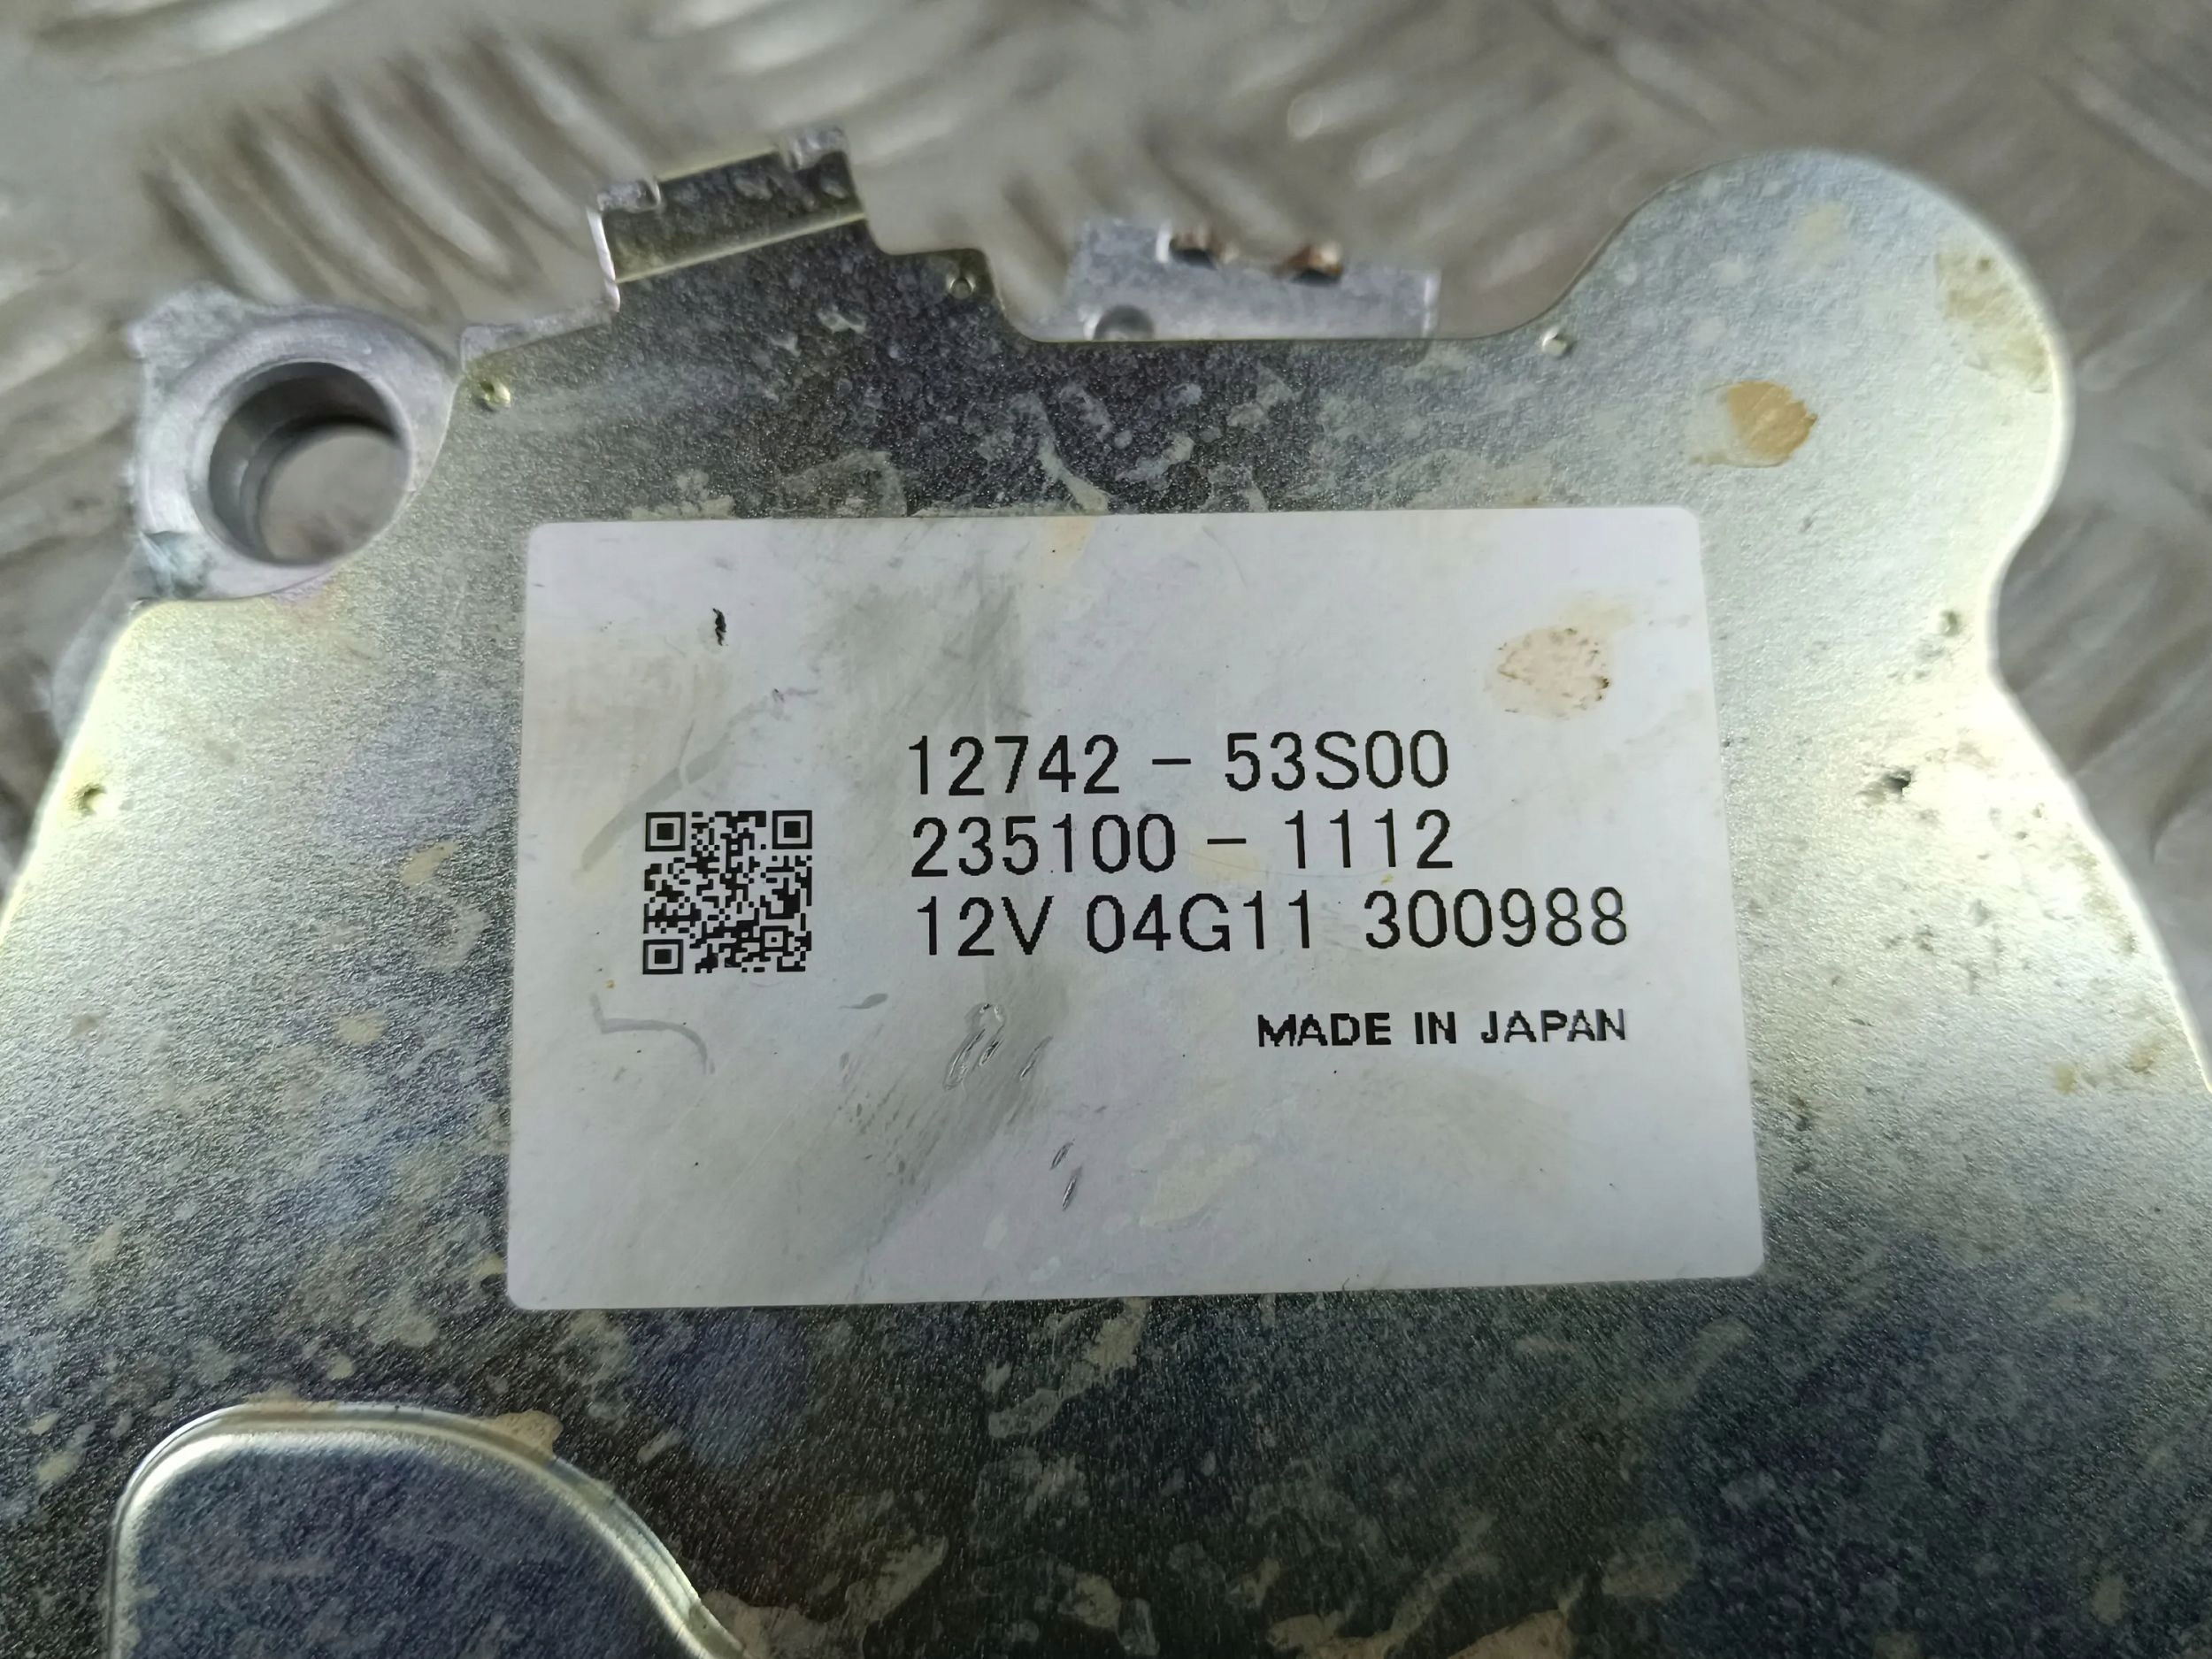 12742 - 53S00
235100 - 1112
12V 04G11 300988
MADE IN JAPAN